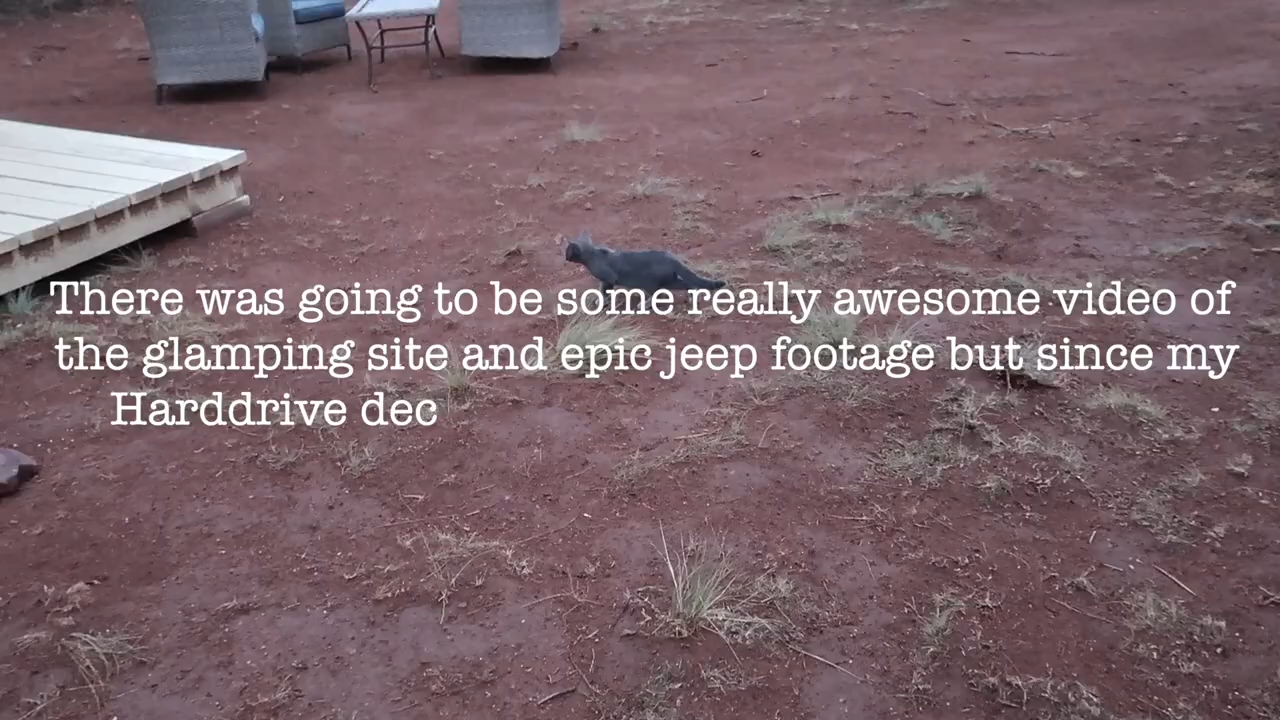 There was going to be some really awesome video of
the glamping site and epic jeep footage but since my
Harddrive dec